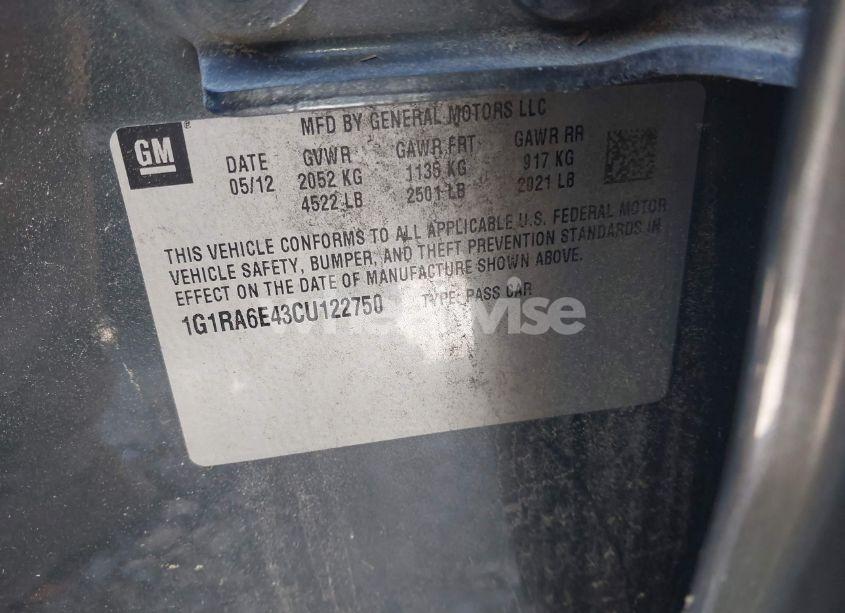 GM
MFD BY GENERAL MOTORS LLC
DATE GVWR GAWR FRT GAWR RR
05/12 2052 KG 1135 KG 917 KG
4522 LB 2501 LB 2021 LB
THIS VEHICLE CONFORMS TO ALL APPLICABLE U.S. FEDERAL MOTOR
VEHICLE SAFETY, BUMPER, AND THEFT PREVENTION STANDARDS IN
EFFECT ON THE DATE OF MANUFACTURE SHOWN ABOVE.
1G1RA6E43CU122750 TYPE: PASS CAR